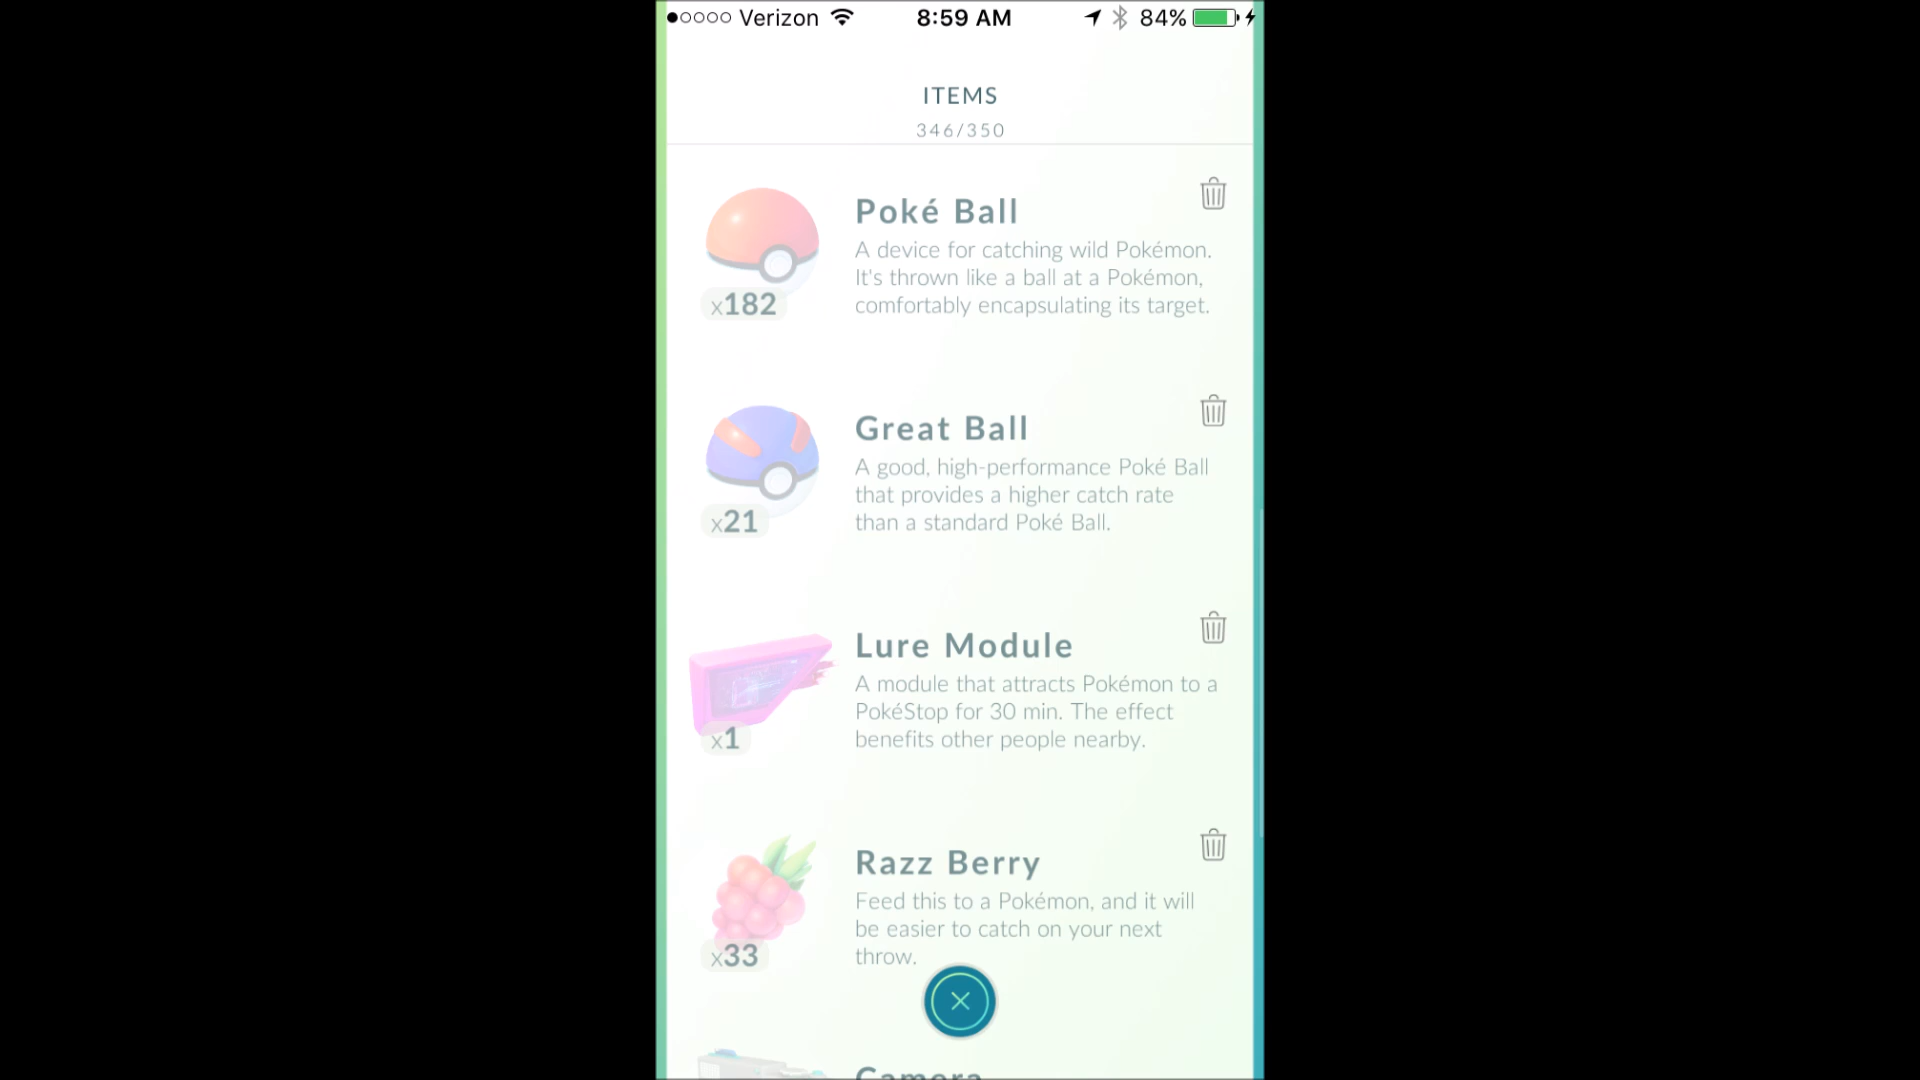 Verizon 8:59 AM 84%
ITEMS
346/350
Poké Ball
A device for catching wild Pokémon.
It's thrown like a ball at a Pokémon,
comfortably encapsulating its target.
x182
Great Ball
A good, high-performance Poké Ball
that provides a higher catch rate
than a standard Poké Ball.
x21
Lure Module
A module that attracts Pokémon to a
PokéStop for 30 min. The effect
benefits other people nearby.
x1
Razz Berry
Feed this to a Pokémon, and it will
be easier to catch on your next
throw.
x33
Camera